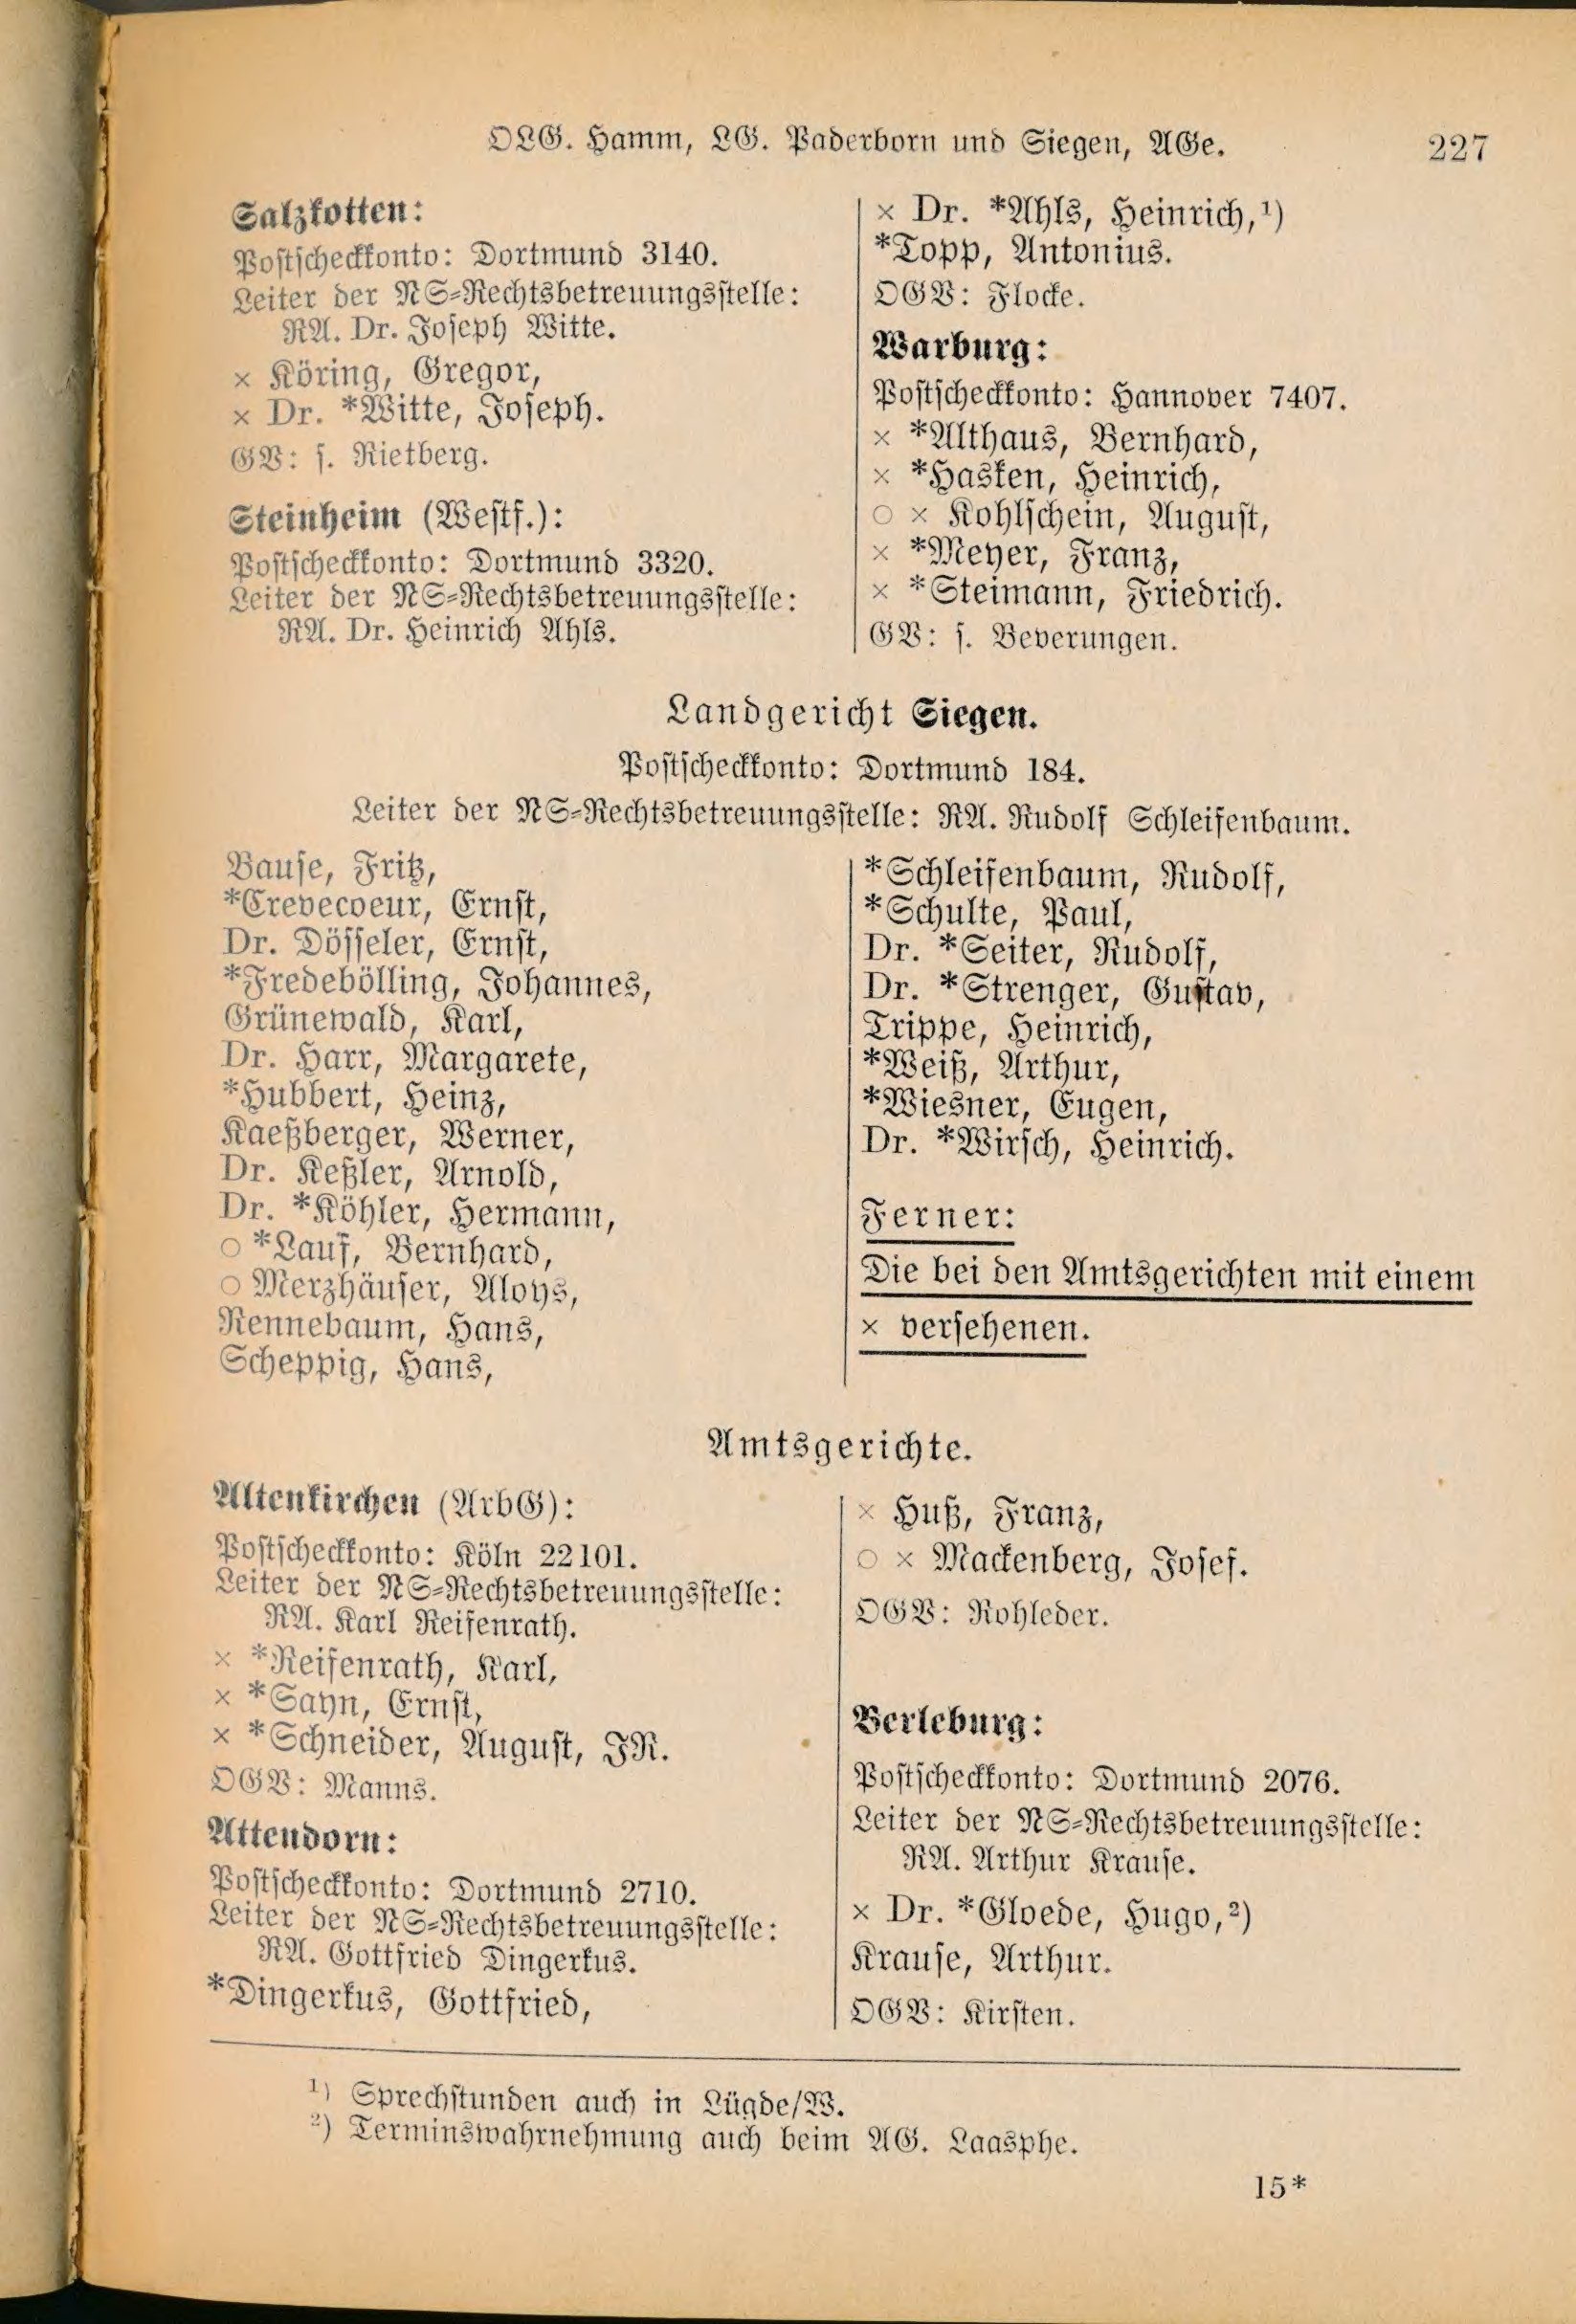 OLG. Hamm, LG. Paderborn und Siegen, AGe.
227
Salzkotten:
Postscheckkonto: Dortmund 3140.
Leiter der NS-Rechtsbetreuungsstelle:
RA. Dr. Joseph Witte.
× Köring, Gregor,
× Dr. *Witte, Joseph.
GV: s. Rietberg.
Steinheim (Westf.):
Postscheckkonto: Dortmund 3320.
Leiter der NS-Rechtsbetreuungsstelle:
RA. Dr. Heinrich Ahls.
× Dr. *Ahls, Heinrich,¹)
*Topp, Antonius.
OGV: Flocke.
Warburg:
Postscheckkonto: Hannover 7407.
× *Althaus, Bernhard,
× *Hasken, Heinrich,
○ × Kohlschein, August,
× *Meyer, Franz,
× *Steimann, Friedrich.
GV: s. Beverungen.
Landgericht Siegen.
Postscheckkonto: Dortmund 184.
Leiter der NS-Rechtsbetreuungsstelle: RA. Rudolf Schleifenbaum.
Bause, Fritz,
*Crevecoeur, Ernst,
Dr. Dösseler, Ernst,
*Fredebölling, Johannes,
Grünewald, Karl,
Dr. Harr, Margarete,
*Hubbert, Heinz,
Kaeßberger, Werner,
Dr. Keßler, Arnold,
Dr. *Köhler, Hermann,
○ *Lauf, Bernhard,
○ Merzhäuser, Aloys,
Rennebaum, Hans,
Scheppig, Hans,
*Schleifenbaum, Rudolf,
*Schulte, Paul,
Dr. *Seiter, Rudolf,
Dr. *Strenger, Gustav,
Trippe, Heinrich,
*Weiß, Arthur,
*Wiesner, Eugen,
Dr. *Wirsch, Heinrich.
Ferner:
Die bei den Amtsgerichten mit einem
× versehenen.
Amtsgerichte.
Altenkirchen (ArbG):
Postscheckkonto: Köln 22101.
Leiter der NS-Rechtsbetreuungsstelle:
RA. Karl Reifenrath.
× *Reifenrath, Karl,
× *Sayn, Ernst,
× *Schneider, August, JR.
OGV: Manns.
Attendorn:
Postscheckkonto: Dortmund 2710.
Leiter der NS-Rechtsbetreuungsstelle:
RA. Gottfried Dingerkus.
*Dingerkus, Gottfried,
× Huß, Franz,
○ × Mackenberg, Josef.
OGV: Rohleder.
Berleburg:
Postscheckkonto: Dortmund 2076.
Leiter der NS-Rechtsbetreuungsstelle:
RA. Arthur Krause.
× Dr. *Gloede, Hugo,²)
Krause, Arthur.
OGV: Kirsten.
¹) Sprechstunden auch in Lügde/W.
²) Terminswahrnehmung auch beim AG. Laasphe.
15*